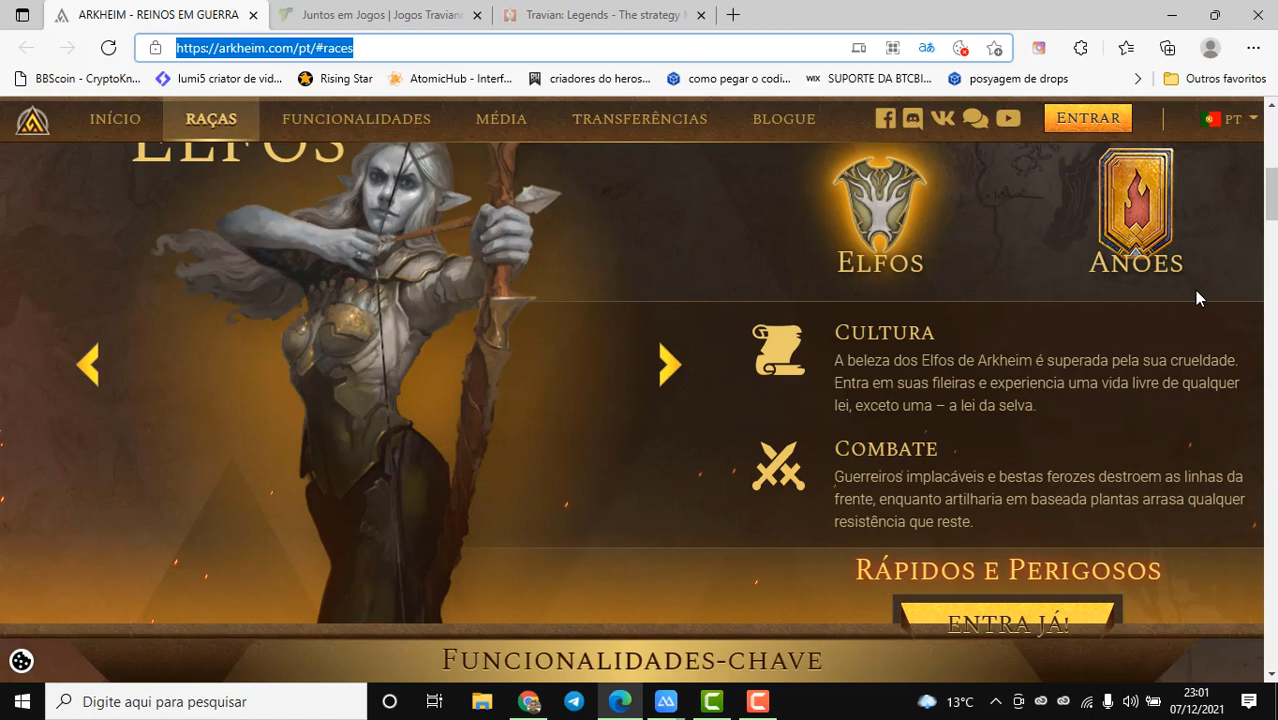 ARKHEIM - REINOS EM GUERRA
Juntos em Jogos | Jogos Travian
Travian: Legends - The strategy
https://arkheim.com/pt/#races
BBScoin - CryptoKn...
lumi5 criador de vid...
Rising Star
AtomicHub - Interf...
criadores do heros...
como pegar o codi...
WIX SUPORTE DA BTCBI...
posyagem de drops
Outros favoritos
INÍCIO
RAÇAS
FUNCIONALIDADES
MÉDIA
TRANSFERÊNCIAS
BLOGUE
ENTRAR
PT
ELFOS
ELFOS
ANÕES
CULTURA
A beleza dos Elfos de Arkheim é superada pela sua crueldade.
Entra em suas fileiras e experiencia uma vida livre de qualquer
lei, exceto uma – a lei da selva.
COMBATE
Guerreiros implacáveis e bestas ferozes destroem as linhas da
frente, enquanto artilharia em baseada plantas arrasa qualquer
resistência que reste.
RÁPIDOS E PERIGOSOS
ENTRA JÁ!
FUNCIONALIDADES-CHAVE
Digite aqui para pesquisar
13°C
23:01
07/12/2021